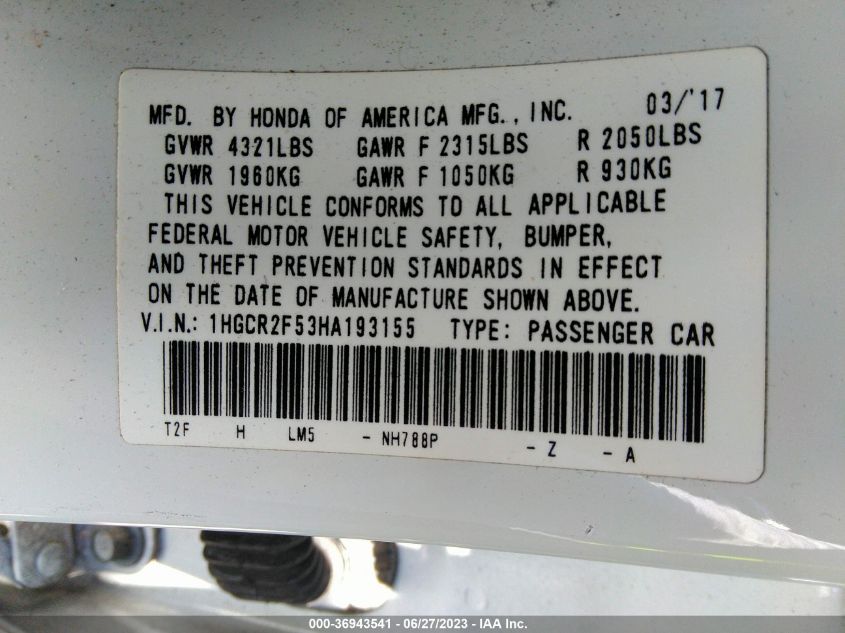 MFD. BY HONDA OF AMERICA MFG., INC. 03/'17
GVWR 4321LBS GAWR F 2315LBS R 2050LBS
GVWR 1960KG GAWR F 1050KG R 930KG
THIS VEHICLE CONFORMS TO ALL APPLICABLE
FEDERAL MOTOR VEHICLE SAFETY, BUMPER,
AND THEFT PREVENTION STANDARDS IN EFFECT
ON THE DATE OF MANUFACTURE SHOWN ABOVE.
V.I.N.: 1HGCR2F53HA193155 TYPE: PASSENGER CAR
T2F H LM5 - NH788P - Z - A
000-36943541 - 06/27/2023 - IAA Inc.